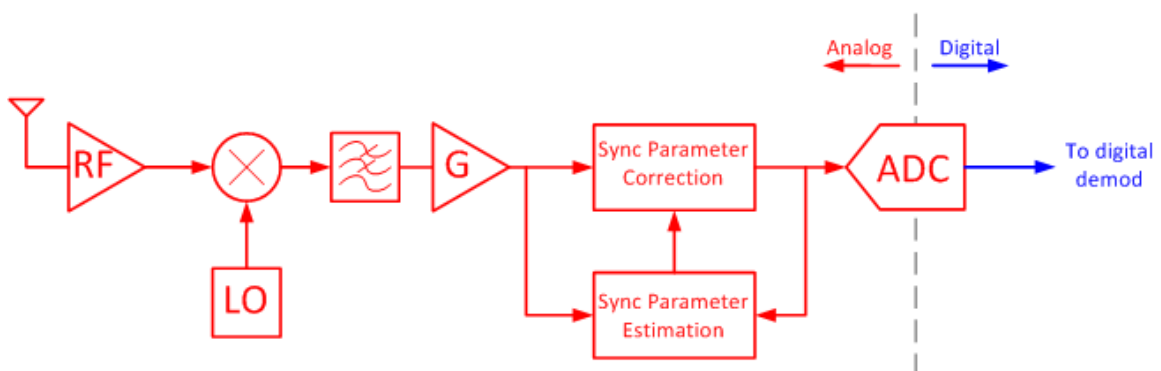 Analog
Digital
RF
G
Sync Parameter
Correction
ADC
To digital
demod
LO
Sync Parameter
Estimation